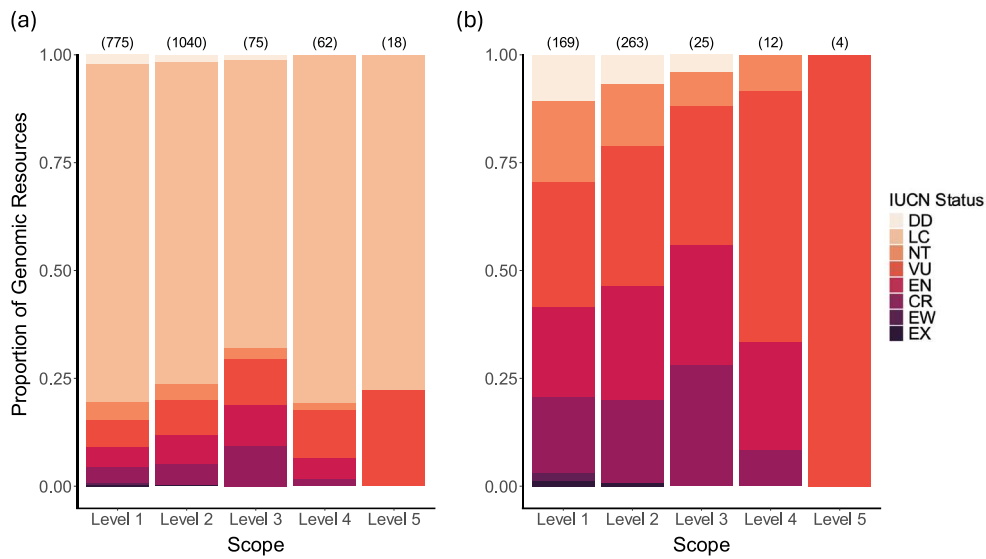 (a)
(775) (1040) (75) (62) (18)
1.00
0.75
0.50
0.25
0.00
Proportion of Genomic Resources
Level 1 Level 2 Level 3 Level 4 Level 5
Scope
(b)
(169) (263) (25) (12) (4)
1.00
0.75
0.50
0.25
0.00
Level 1 Level 2 Level 3 Level 4 Level 5
Scope
IUCN Status
DD
LC
NT
VU
EN
CR
EW
EX